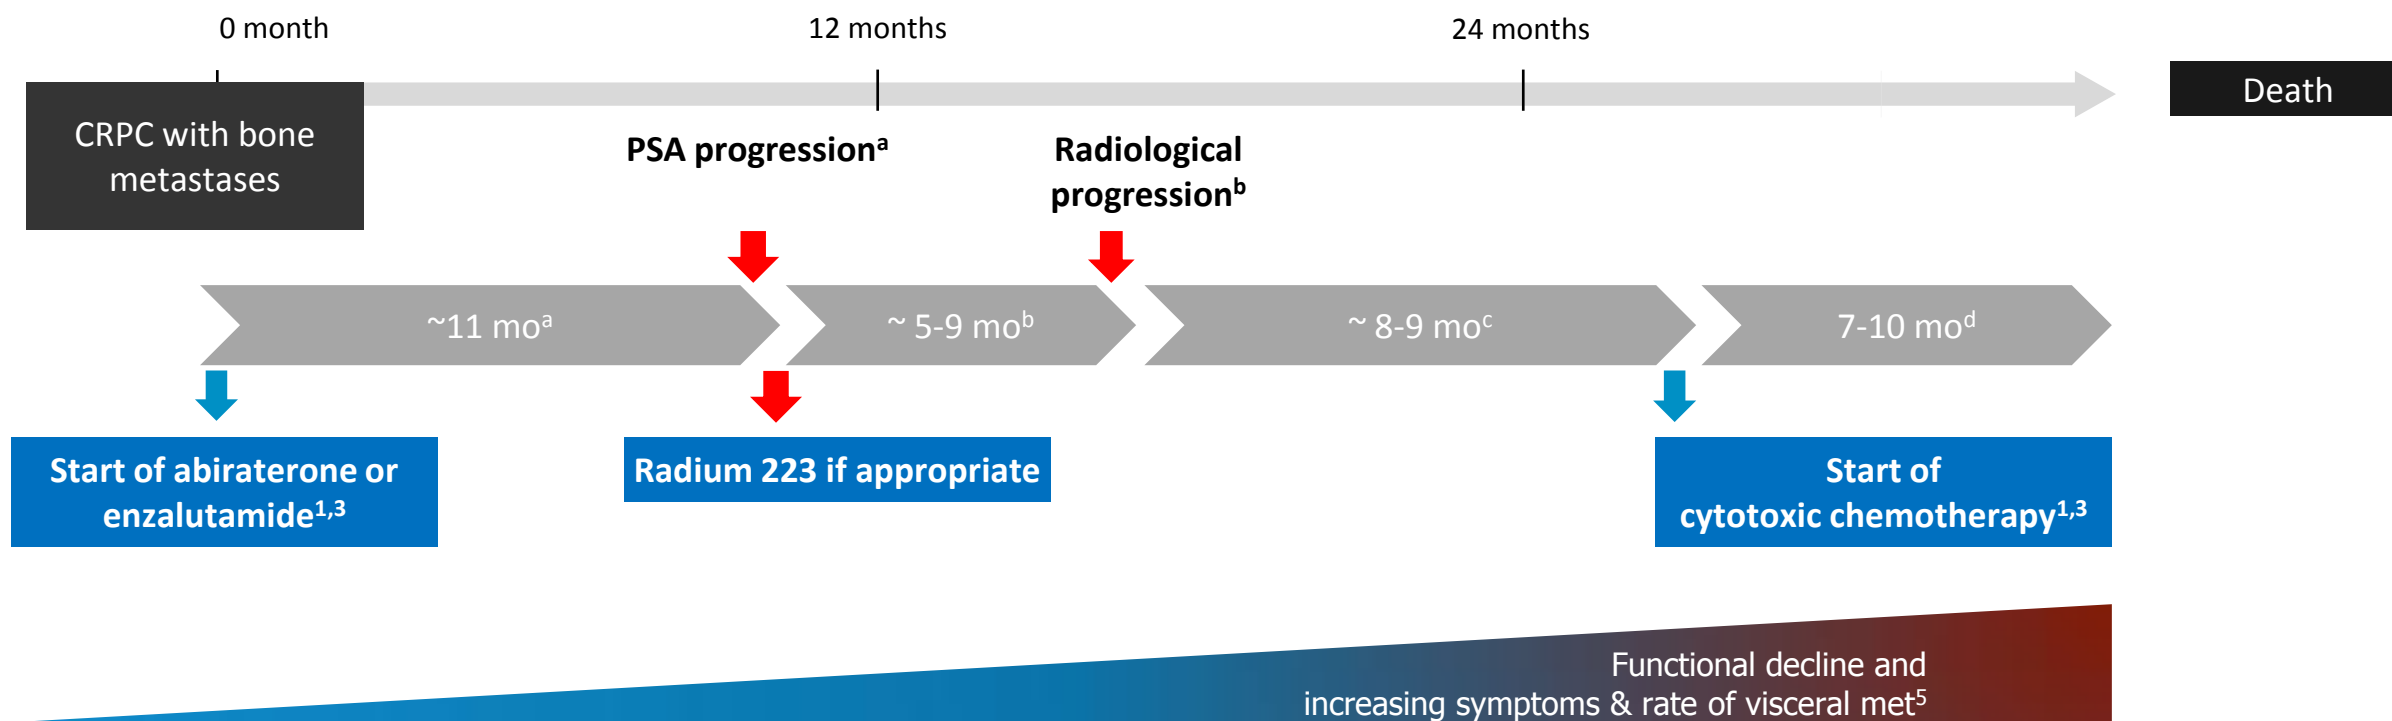 0 month
12 months
24 months
Death
CRPC with bone
metastases
PSA progressionᵃ
Radiological
progressionᵇ
~11 moᵃ
~ 5-9 moᵇ
~ 8-9 moᶜ
7-10 moᵈ
Start of abiraterone or
enzalutamide¹,³
Radium 223 if appropriate
Start of
cytotoxic chemotherapy¹,³
Functional decline and
increasing symptoms & rate of visceral met⁵